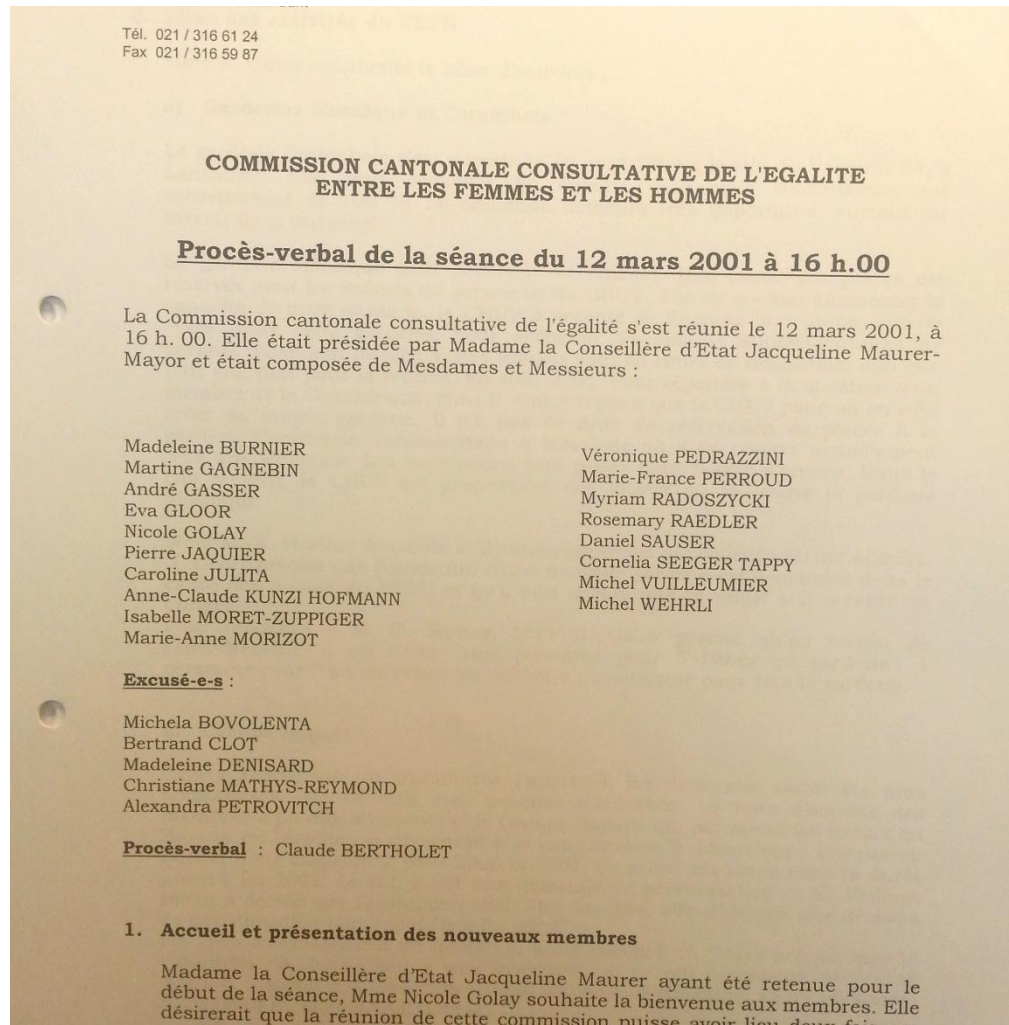 Tél. 021 / 316 61 24
Fax 021 / 316 59 87
COMMISSION CANTONALE CONSULTATIVE DE L'EGALITE
ENTRE LES FEMMES ET LES HOMMES
Procès-verbal de la séance du 12 mars 2001 à 16 h.00
La Commission cantonale consultative de l'égalité s'est réunie le 12 mars 2001, à
16 h. 00. Elle était présidée par Madame la Conseillère d'Etat Jacqueline Maurer-
Mayor et était composée de Mesdames et Messieurs :
Madeleine BURNIER
Martine GAGNEBIN
André GASSER
Eva GLOOR
Nicole GOLAY
Pierre JAQUIER
Caroline JULITA
Anne-Claude KUNZI HOFMANN
Isabelle MORET-ZUPPIGER
Marie-Anne MORIZOT
Véronique PEDRAZZINI
Marie-France PERROUD
Myriam RADOSZYCKI
Rosemary RAEDLER
Daniel SAUSER
Cornelia SEEGER TAPPY
Michel VUILLEUMIER
Michel WEHRLI
Excusé-e-s :
Michela BOVOLENTA
Bertrand CLOT
Madeleine DENISARD
Christiane MATHYS-REYMOND
Alexandra PETROVITCH
Procès-verbal : Claude BERTHOLET
1. Accueil et présentation des nouveaux membres
Madame la Conseillère d'Etat Jacqueline Maurer ayant été retenue pour le
début de la séance, Mme Nicole Golay souhaite la bienvenue aux membres. Elle
désirerait que la réunion de cette commission puisse avoir lieu deux fois